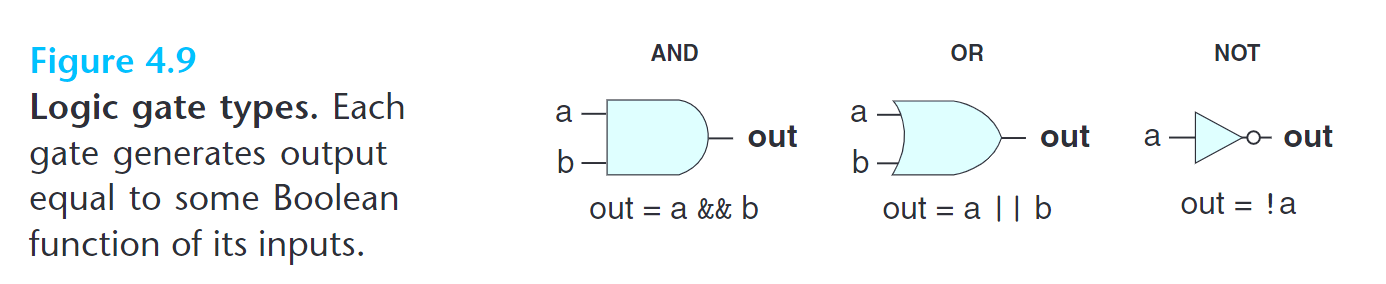 Figure 4.9
Logic gate types. Each
gate generates output
equal to some Boolean
function of its inputs.
AND
a
b
out
out = a && b
OR
a
b
out
out = a || b
NOT
a
out
out = !a